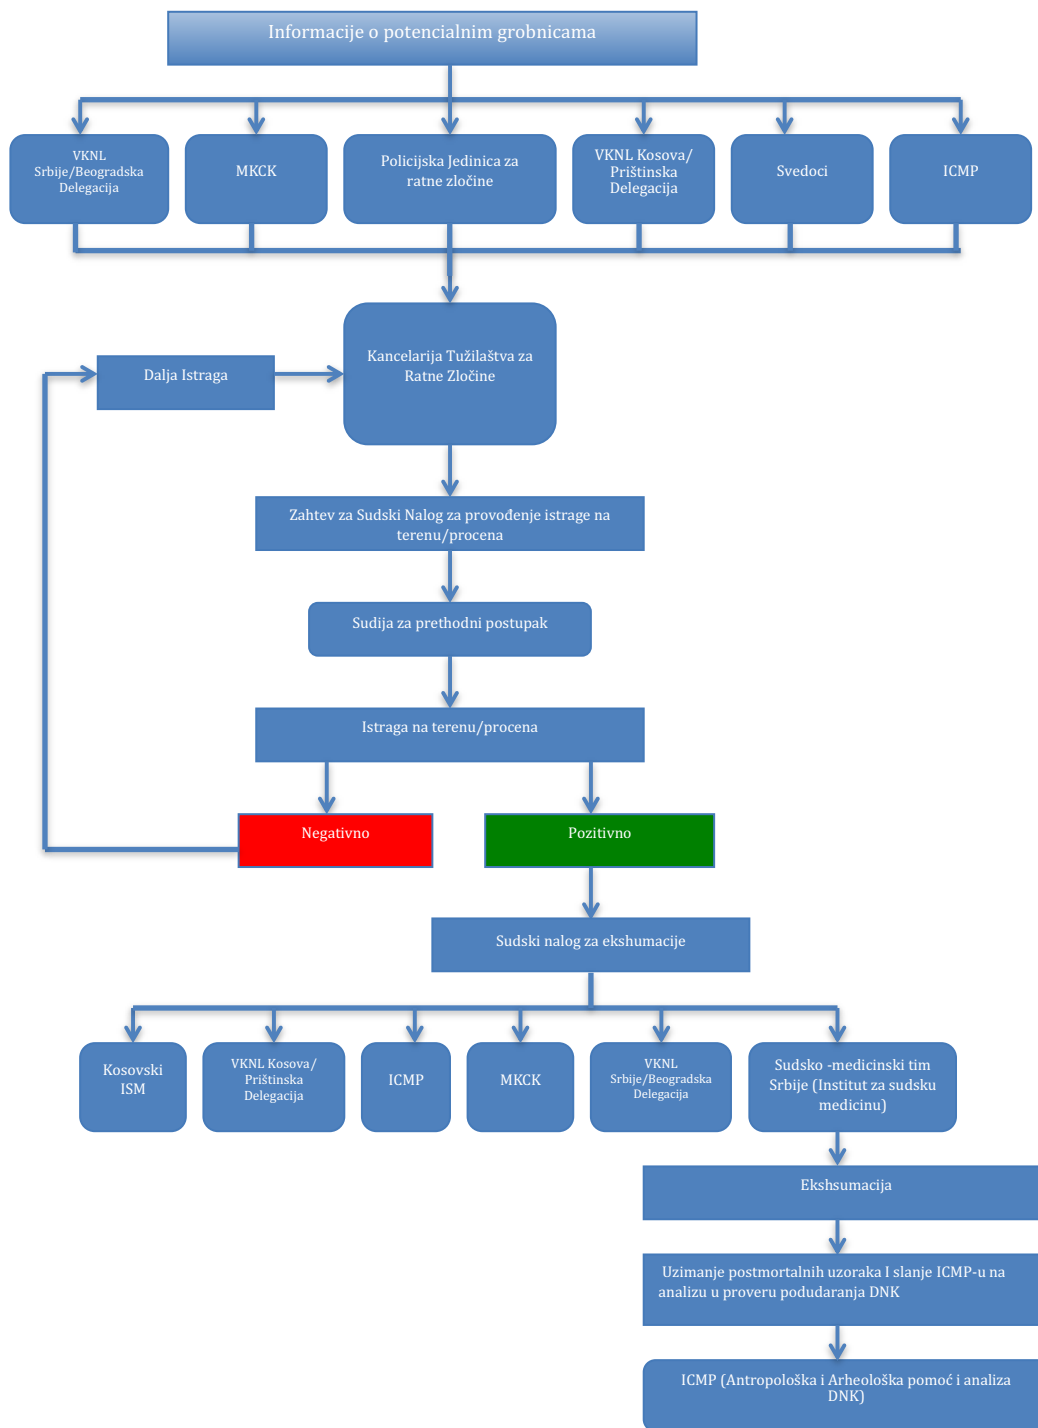 Informacije o potencialnim grobnicama
VKNL
Srbije/Beogradska
Delegacija
MKCK
Policijska Jedinica za
ratne zločine
VKNL Kosova/
Prištinska
Delegacija
Svedoci
ICMP
Kancelarija Tužilaštva za
Ratne Zločine
Dalja Istraga
Zahtev za Sudski Nalog za provođenje istrage na
terenu/procena
Sudija za prethodni postupak
Istraga na terenu/procena
Negativno
Pozitivno
Sudski nalog za ekshumacije
Kosovski
ISM
VKNL Kosova/
Prištinska
Delegacija
ICMP
MKCK
VKNL
Srbije/Beogradska
Delegacija
Sudsko -medicinski tim
Srbije (Institut za sudsku
medicinu)
Ekshsumacija
Uzimanje postmortalnih uzoraka I slanje ICMP-u na
analizu u proveru podudaranja DNK
ICMP (Antropološka i Arheološka pomoć i analiza
DNK)